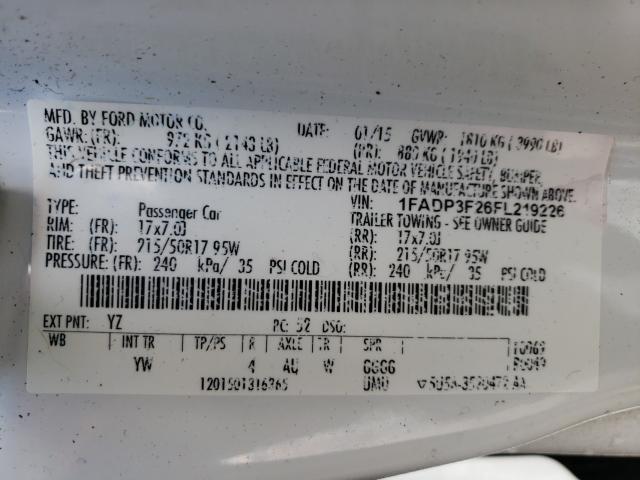 MFD. BY FORD MOTOR CO. DATE: 01/15 GVWR: 1810 KG ( 3990 LB)
GAWR: (FR): 972 KG ( 2143 LB) (RR): 880 KG ( 1940 LB)
THIS VEHICLE CONFORMS TO ALL APPLICABLE FEDERAL MOTOR VEHICLE SAFETY, BUMPER,
AND THEFT PREVENTION STANDARDS IN EFFECT ON THE DATE OF MANUFACTURE SHOWN ABOVE.
VIN: 1FADP3F26FL219226
TYPE: Passenger Car TRAILER TOWING - SEE OWNER GUIDE
RIM: (FR): 17x7.0J (RR): 17x7.0J
TIRE: (FR): 215/50R17 95W (RR): 215/50R17 95W
PRESSURE: (FR): 240 kPa/ 35 PSI COLD (RR): 240 kPa/ 35 PSI COLD
EXT PNT: YZ PC: 52 DSO:
WB INT TR TP/PS R AXLE TR SPR
YW 4 AU W GGGG
UMU